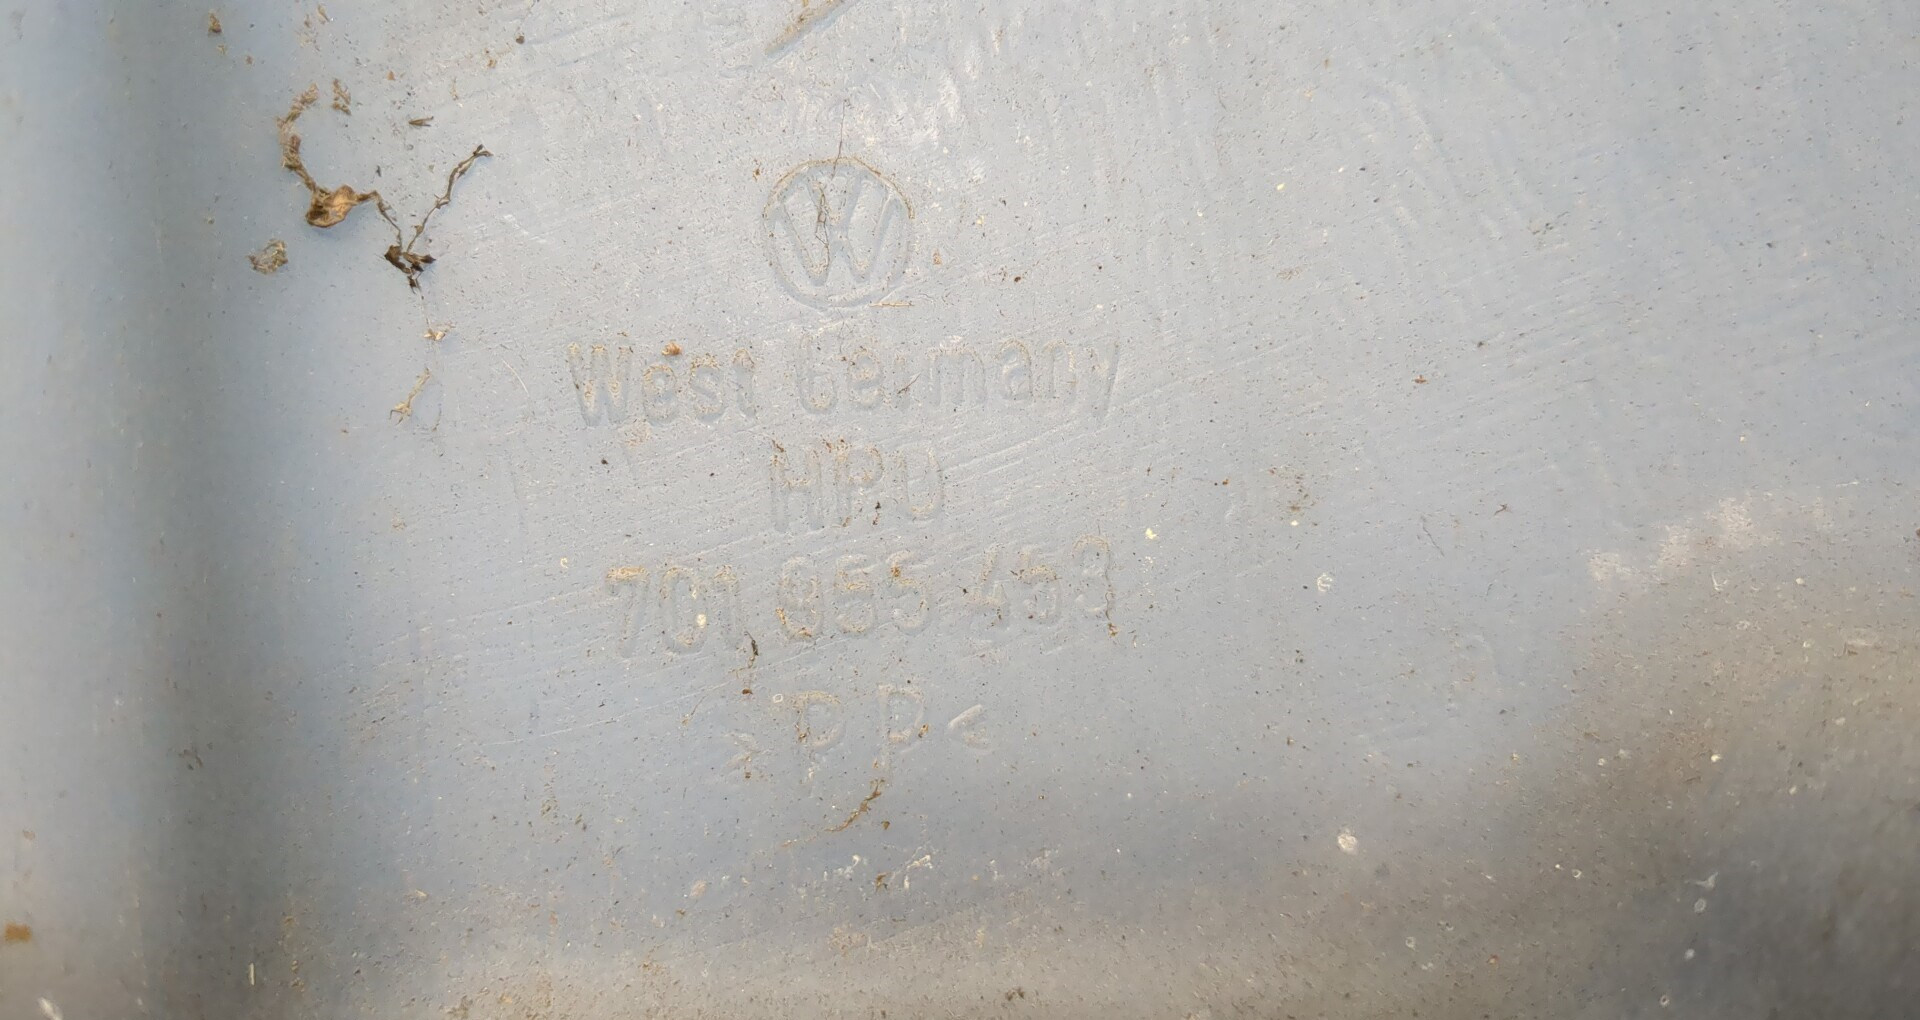 VW
West Germany
HPU
701 955 453
>PP<